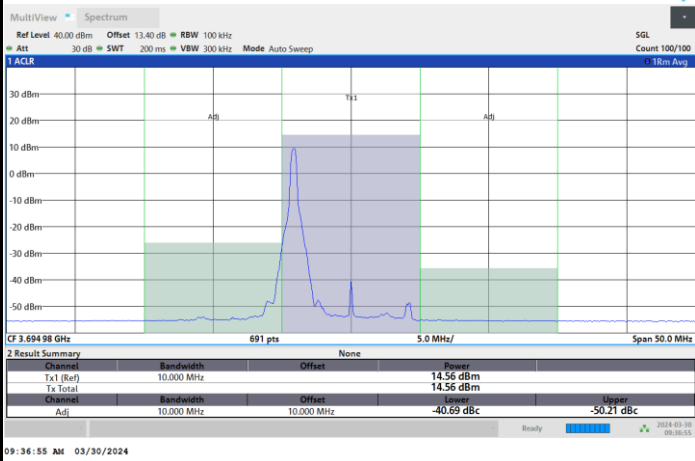 MultiView Spectrum
Ref Level 40.00 dBm Offset 13.40 dB RBW 100 kHz SGL
Att 30 dB SWT 200 ms VBW 300 kHz Mode Auto Sweep Count 100/100
1 ACLR 1Rm Avg
30 dBm
Tx1
20 dBm
Adj Adj
10 dBm
0 dBm
-10 dBm
-20 dBm
-30 dBm
-40 dBm
-50 dBm
CF 3.694 98 GHz 691 pts 5.0 MHz/ Span 50.0 MHz
2 Result Summary None
Channel Bandwidth Offset Power
Tx1 (Ref) 10.000 MHz 14.56 dBm
Tx Total 14.56 dBm
Channel Bandwidth Offset Lower Upper
Adj 10.000 MHz 10.000 MHz -40.69 dBc -50.21 dBc
Ready 2024-03-30
09:36:55
09:36:55 AM 03/30/2024